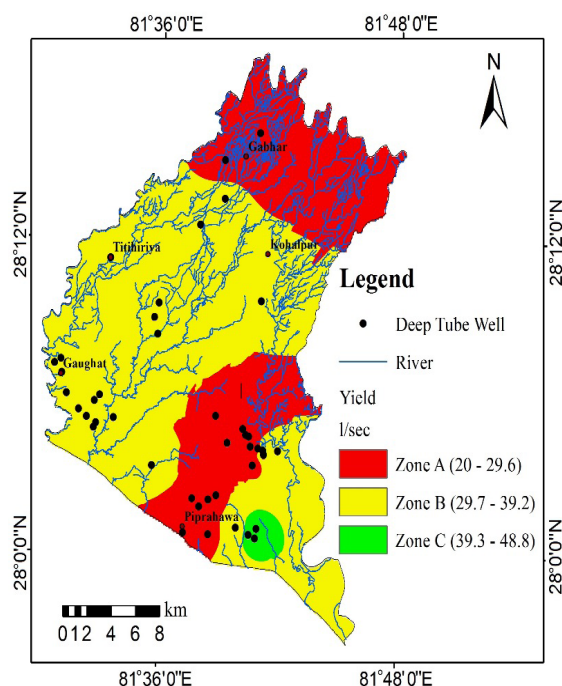 81°36'0"E 81°48'0"E
N
Gabhar
28°12'0"N 28°12'0"N
Titihiriya
Kohalpur
Legend
Deep Tube Well
River
Gaughat
Yield
l/sec
Zone A (20 - 29.6)
Zone B (29.7 - 39.2)
Piprahawa
Zone C (39.3 - 48.8)
28°0'0"N 28°0'0"N
km
0 1 2 4 6 8
81°36'0"E 81°48'0"E